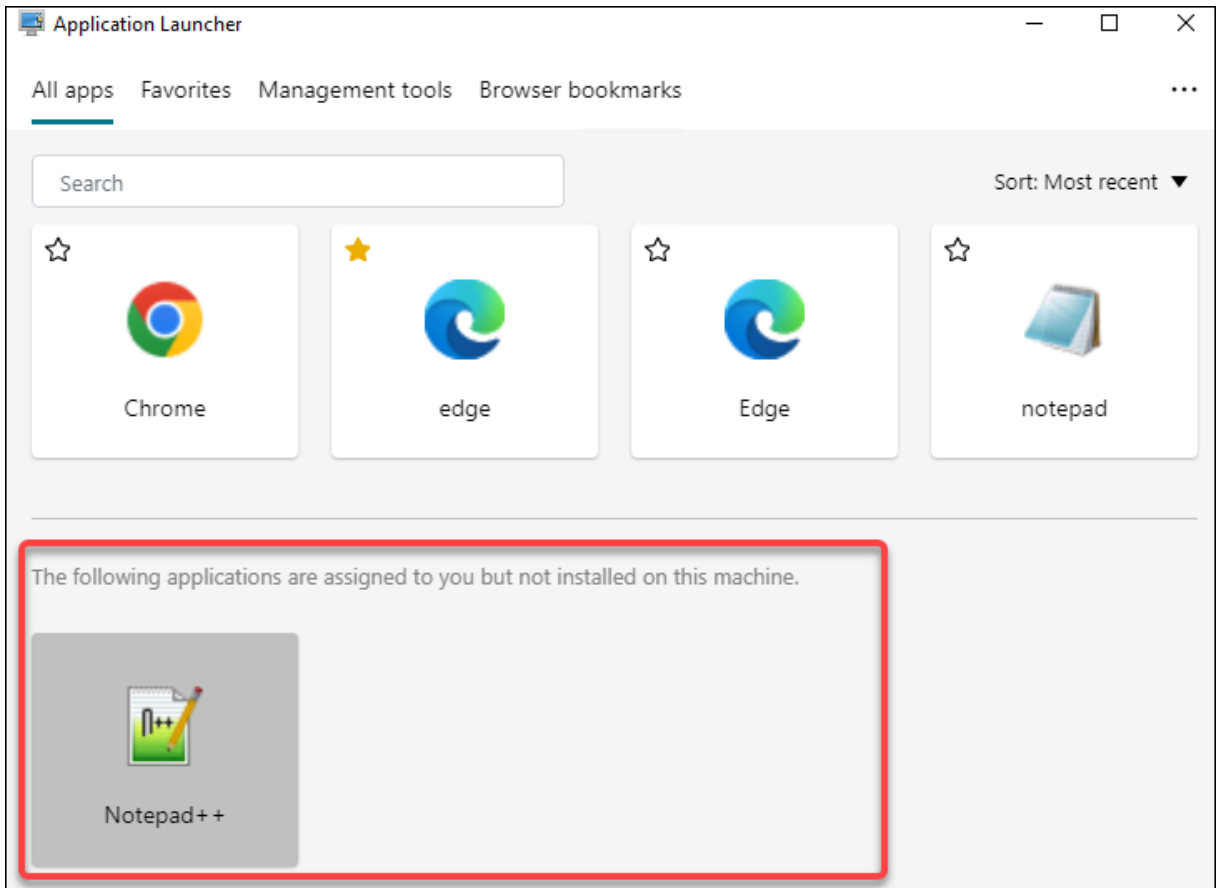 Application Launcher
All apps Favorites Management tools Browser bookmarks
Search
Sort: Most recent
Chrome
edge
Edge
notepad
The following applications are assigned to you but not installed on this machine.
Notepad++